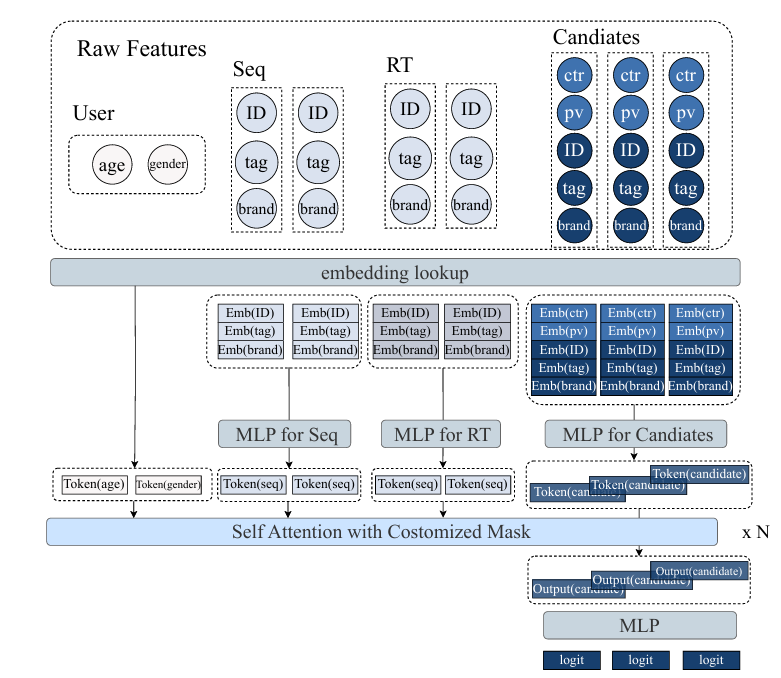 Raw Features
Candiates
Seq
RT
User
age gender
ID ID
tag tag
brand brand
ID ID
tag tag
brand brand
ctr ctr ctr
pv pv pv
ID ID ID
tag tag tag
brand brand brand
embedding lookup
Emb(ID) Emb(ID)
Emb(tag) Emb(tag)
Emb(brand) Emb(brand)
Emb(ID) Emb(ID)
Emb(tag) Emb(tag)
Emb(brand) Emb(brand)
Emb(ctr) Emb(ctr) Emb(ctr)
Emb(pv) Emb(pv) Emb(pv)
Emb(ID) Emb(ID) Emb(ID)
Emb(tag) Emb(tag) Emb(tag)
Emb(brand) Emb(brand) Emb(brand)
MLP for Seq
MLP for RT
MLP for Candiates
Token(age) Token(gender)
Token(seq) Token(seq)
Token(seq) Token(seq)
Token(candidate) Token(candidate) Token(candidate)
Self Attention with Costomized Mask
x N
Output(candidate) Output(candidate) Output(candidate)
MLP
logit logit logit